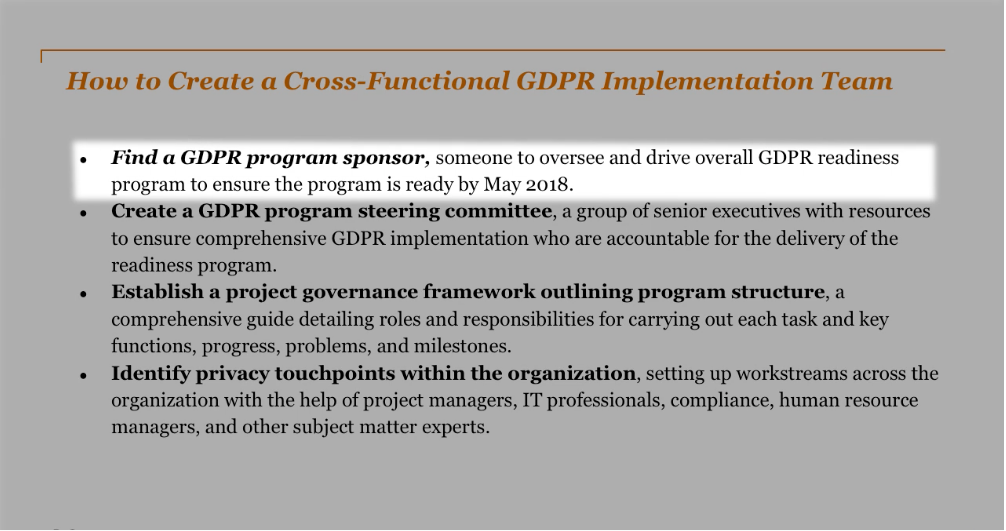 How to Create a Cross-Functional GDPR Implementation Team
• Find a GDPR program sponsor, someone to oversee and drive overall GDPR readiness
program to ensure the program is ready by May 2018.
• Create a GDPR program steering committee, a group of senior executives with resources
to ensure comprehensive GDPR implementation who are accountable for the delivery of the
readiness program.
• Establish a project governance framework outlining program structure, a
comprehensive guide detailing roles and responsibilities for carrying out each task and key
functions, progress, problems, and milestones.
• Identify privacy touchpoints within the organization, setting up workstreams across the
organization with the help of project managers, IT professionals, compliance, human resource
managers, and other subject matter experts.